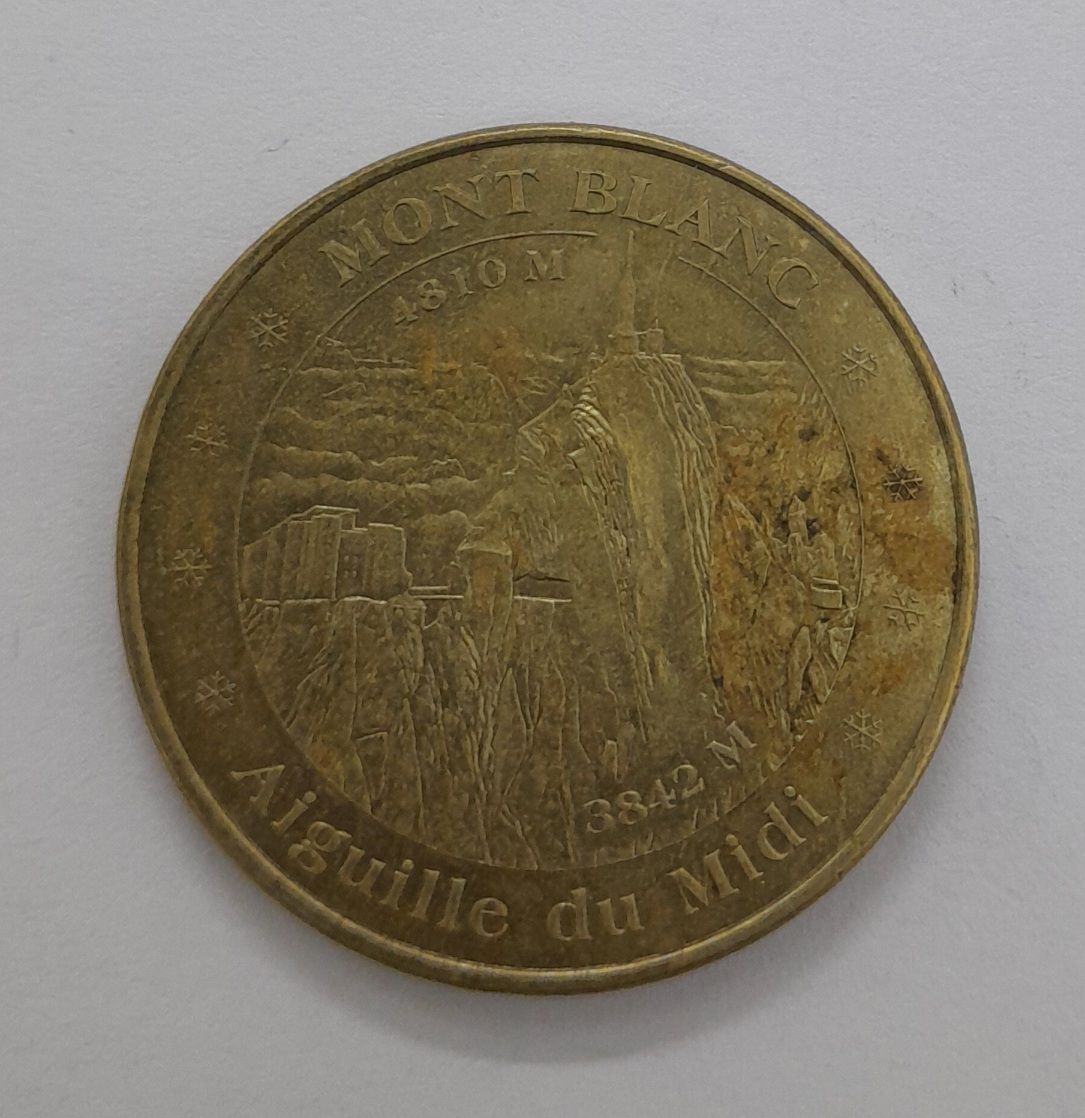 MONT BLANC
4810 M
3842 M
Aiguille du Midi